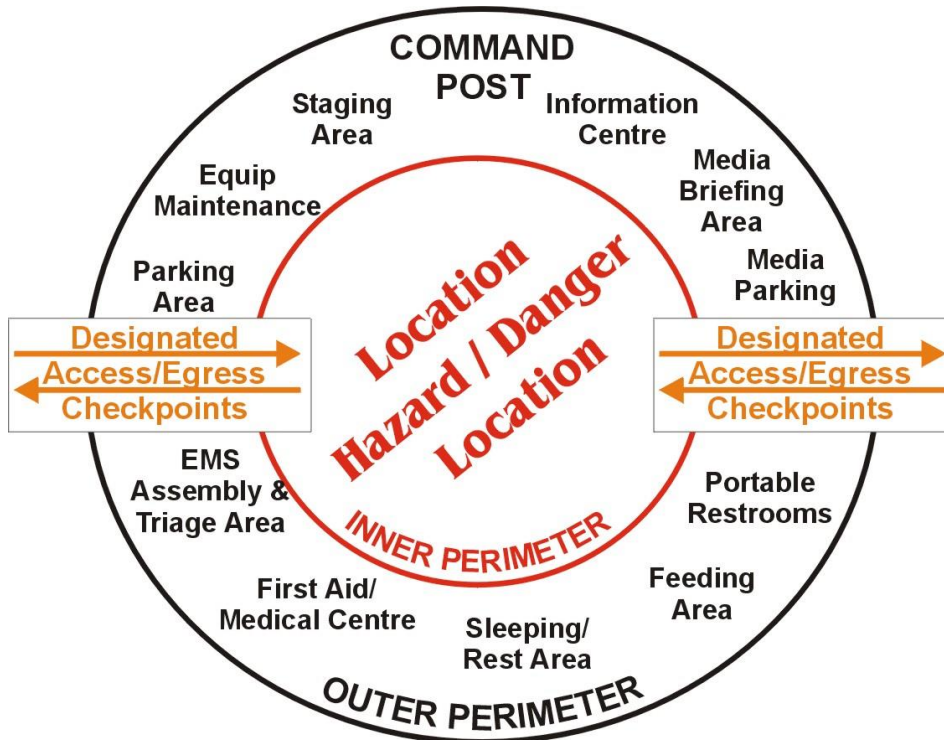 COMMAND
POST
Staging
Area
Information
Centre
Equip
Maintenance
Media
Briefing
Area
Parking
Area
Media
Parking
Location
Hazard / Danger
Location
Designated
Access/Egress
Checkpoints
Designated
Access/Egress
Checkpoints
EMS
Assembly &
Triage Area
Portable
Restrooms
INNER PERIMETER
First Aid/
Medical Centre
Feeding
Area
Sleeping/
Rest Area
OUTER PERIMETER